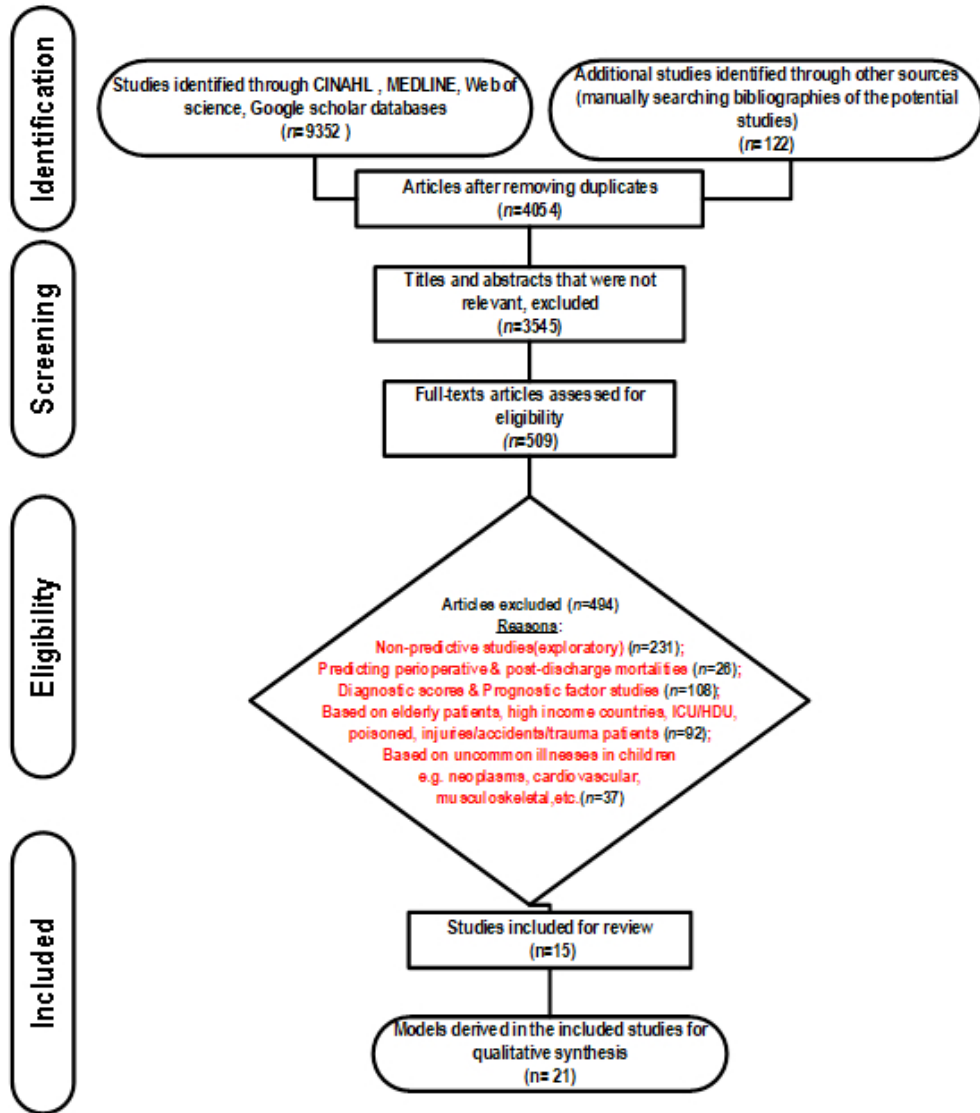 Identification
Studies identified through CINAHL , MEDLINE, Web of
science, Google scholar databases
(n=9352 )
Additional studies identified through other sources
(manually searching bibliographies of the potential
studies)
(n=122)
Articles after removing duplicates
(n=4054)
Screening
Titles and abstracts that were not
relevant, excluded
(n=3545)
Full-texts articles assessed for
eligibility
(n=509)
Eligibility
Articles excluded (n=494)
Reasons:
Non-predictive studies(exploratory) (n=231);
Predicting perioperative & post-discharge mortalities (n=26);
Diagnostic scores & Prognostic factor studies (n=108);
Based on elderly patients, high income countries, ICU/HDU,
poisoned, injuries/accidents/trauma patients (n=92);
Based on uncommon illnesses in children
e.g. neoplasms, cardiovascular,
musculoskeletal,etc.(n=37)
Included
Studies included for review
(n=15)
Models derived in the included studies for
qualitative synthesis
(n= 21)